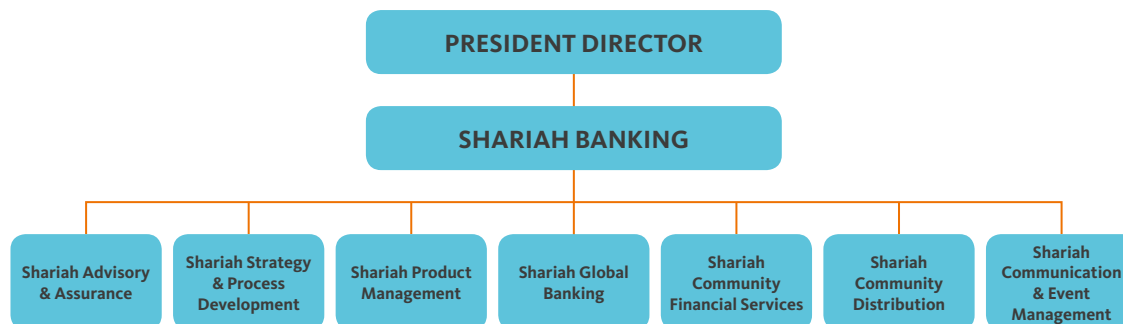 PRESIDENT DIRECTOR
SHARIAH BANKING
Shariah Advisory
& Assurance
Shariah Strategy
& Process
Development
Shariah Product
Management
Shariah Global
Banking
Shariah
Community
Financial Services
Shariah
Community
Distribution
Shariah
Communication
& Event
Management